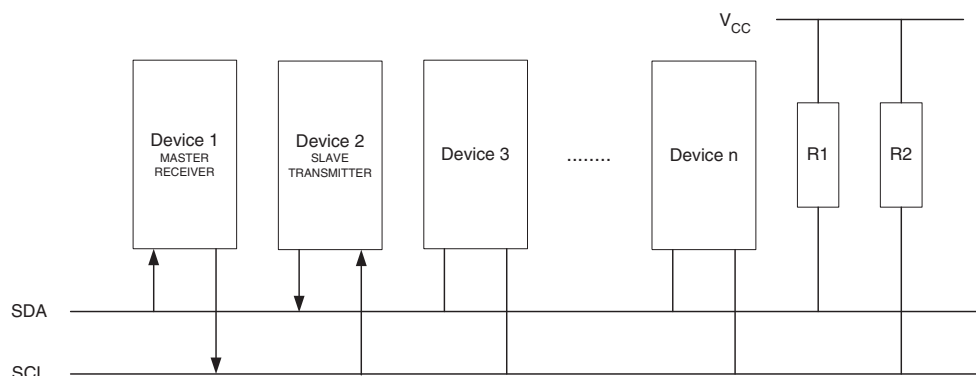 V_CC
Device 1
MASTER
RECEIVER
Device 2
SLAVE
TRANSMITTER
Device 3
........
Device n
R1
R2
SDA
SCL